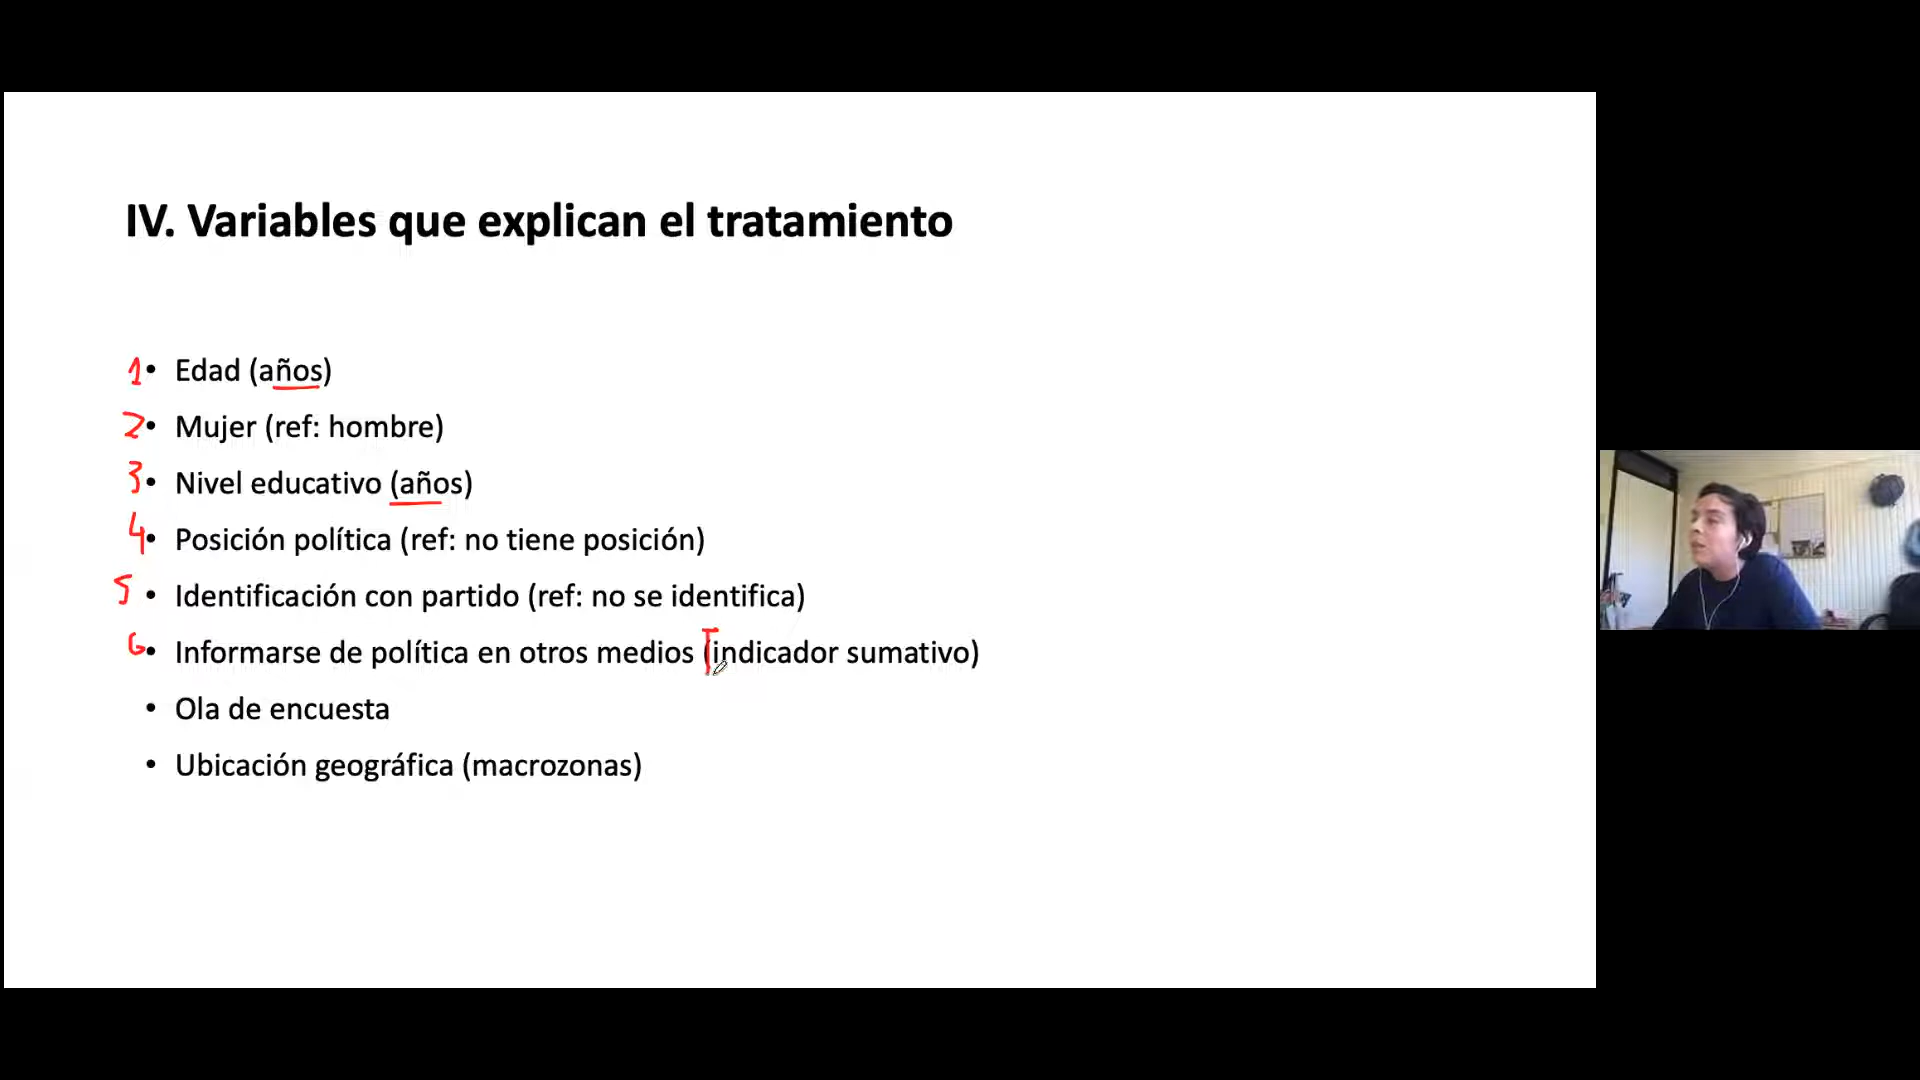 IV. Variables que explican el tratamiento
1• Edad (años)
2• Mujer (ref: hombre)
3• Nivel educativo (años)
4• Posición política (ref: no tiene posición)
5• Identificación con partido (ref: no se identifica)
6• Informarse de política en otros medios (indicador sumativo)
• Ola de encuesta
• Ubicación geográfica (macrozonas)